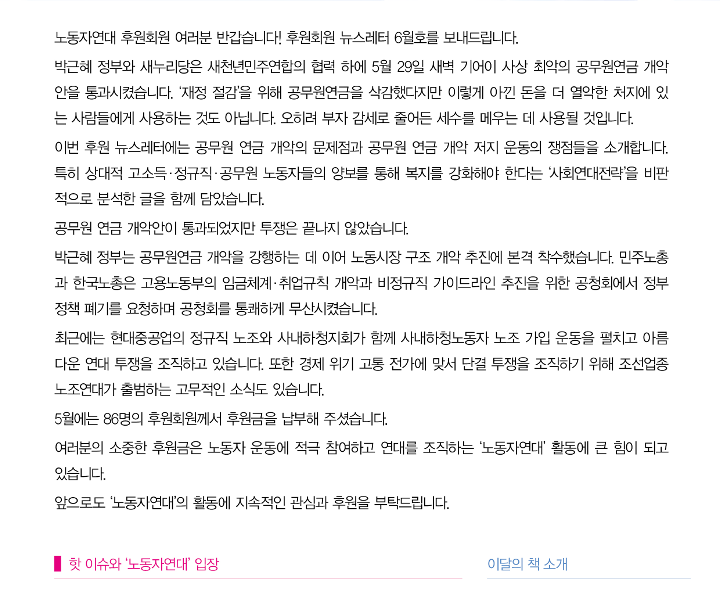 노동자연대 후원회원 여러분 반갑습니다! 후원회원 뉴스레터 6월호를 보내드립니다.
박근혜 정부와 새누리당은 새천년민주연합의 협력 하에 5월 29일 새벽 기어이 사상 최악의 공무원연금 개악
안을 통과시켰습니다. ‘재정 절감’을 위해 공무원연금을 삭감했다지만 이렇게 아낀 돈을 더 열악한 처지에 있
는 사람들에게 사용하는 것도 아닙니다. 오히려 부자 감세로 줄어든 세수를 메우는 데 사용될 것입니다.
이번 후원 뉴스레터에는 공무원 연금 개악의 문제점과 공무원 연금 개악 저지 운동의 쟁점들을 소개합니다.
특히 상대적 고소득·정규직·공무원 노동자들의 양보를 통해 복지를 강화해야 한다는 ‘사회연대전략’을 비판
적으로 분석한 글을 함께 담았습니다.
공무원 연금 개악안이 통과되었지만 투쟁은 끝나지 않았습니다.
박근혜 정부는 공무원연금 개악을 강행하는 데 이어 노동시장 구조 개악 추진에 본격 착수했습니다. 민주노총
과 한국노총은 고용노동부의 임금체계·취업규칙 개악과 비정규직 가이드라인 추진을 위한 공청회에서 정부
정책 폐기를 요청하며 공청회를 통쾌하게 무산시켰습니다.
최근에는 현대중공업의 정규직 노조와 사내하청지회가 함께 사내하청노동자 노조 가입 운동을 펼치고 아름
다운 연대 투쟁을 조직하고 있습니다. 또한 경제 위기 고통 전가에 맞서 단결 투쟁을 조직하기 위해 조선업종
노조연대가 출범하는 고무적인 소식도 있습니다.
5월에는 86명의 후원회원께서 후원금을 납부해 주셨습니다.
여러분의 소중한 후원금은 노동자 운동에 적극 참여하고 연대를 조직하는 ‘노동자연대’ 활동에 큰 힘이 되고
있습니다.
앞으로도 ‘노동자연대’의 활동에 지속적인 관심과 후원을 부탁드립니다.
핫 이슈와 ‘노동자연대’ 입장
이달의 책 소개